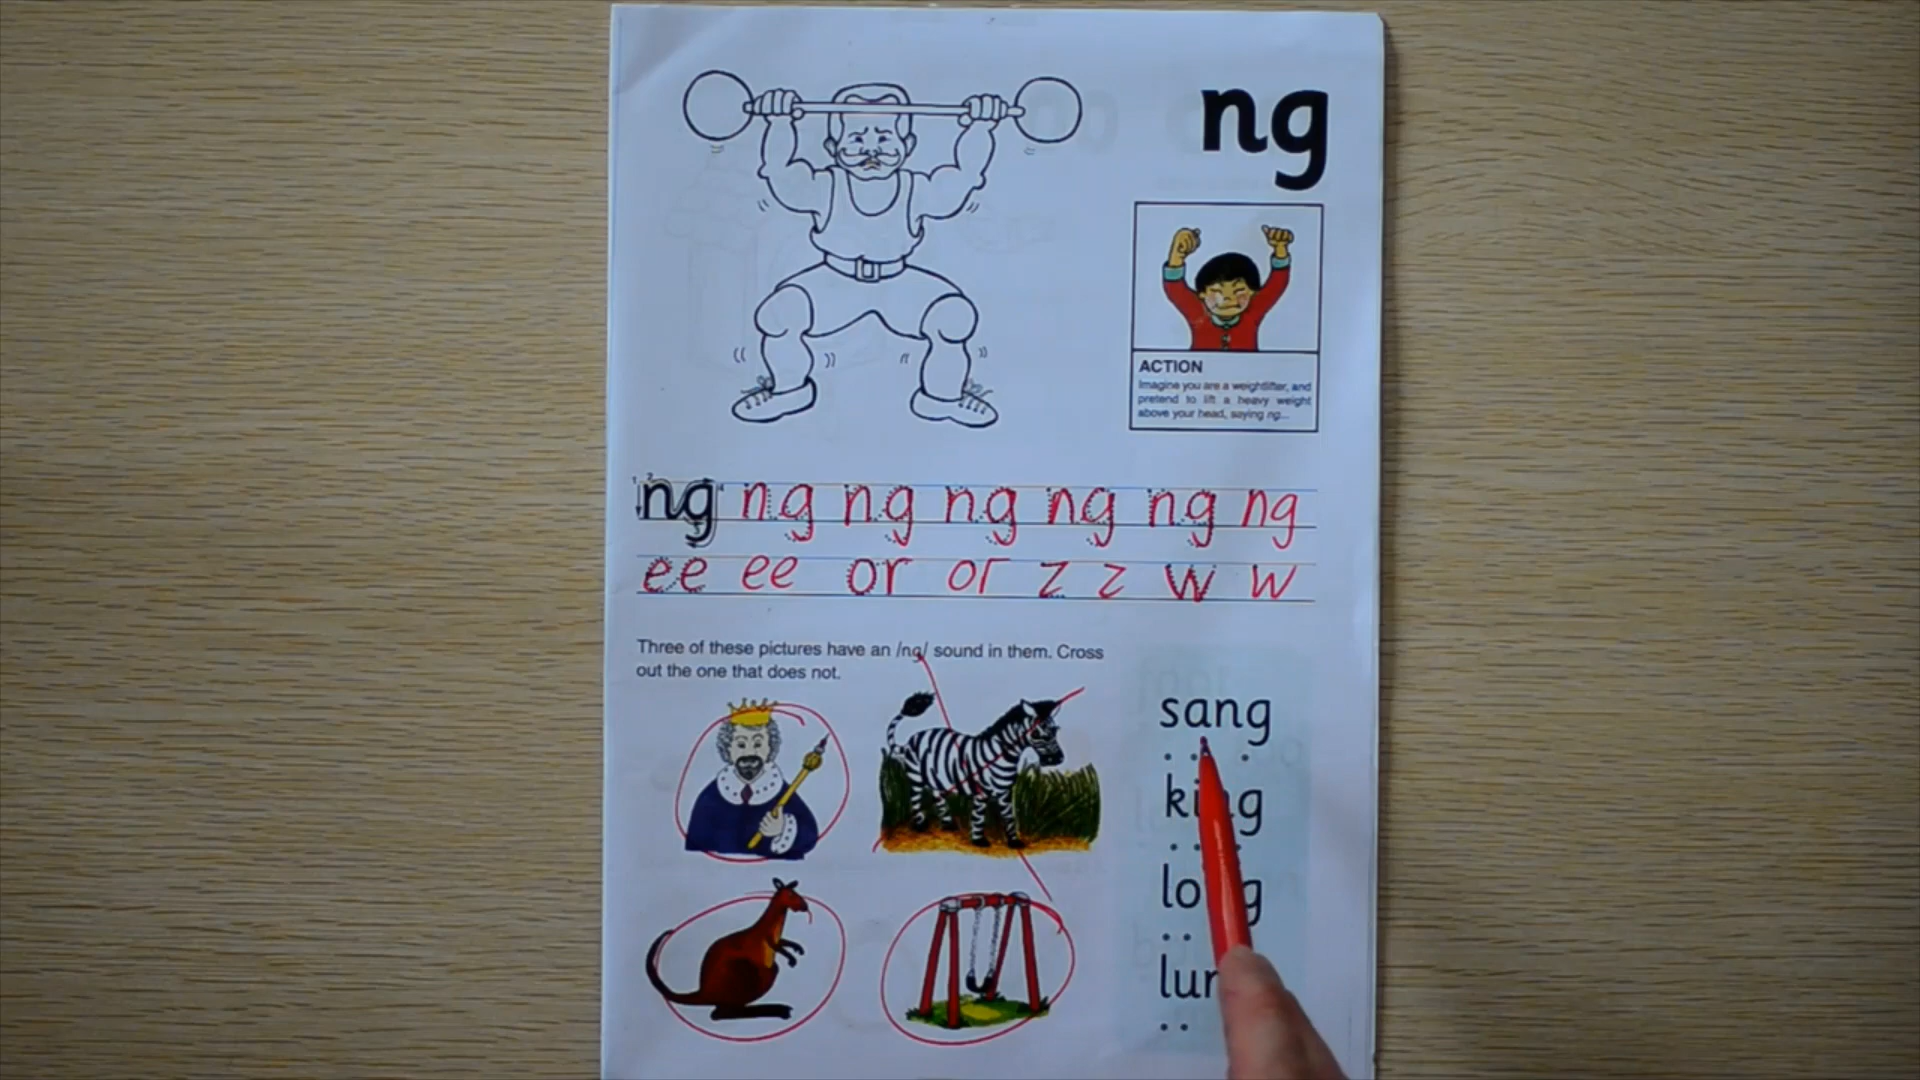 ng
ACTION
Imagine you are a weightlifter, and
pretend to lift a heavy weight
above your head, saying ng...
ng ng ng ng ng ng ng
ee ee or or z z w w
Three of these pictures have an /ng/ sound in them. Cross
out the one that does not.
sang